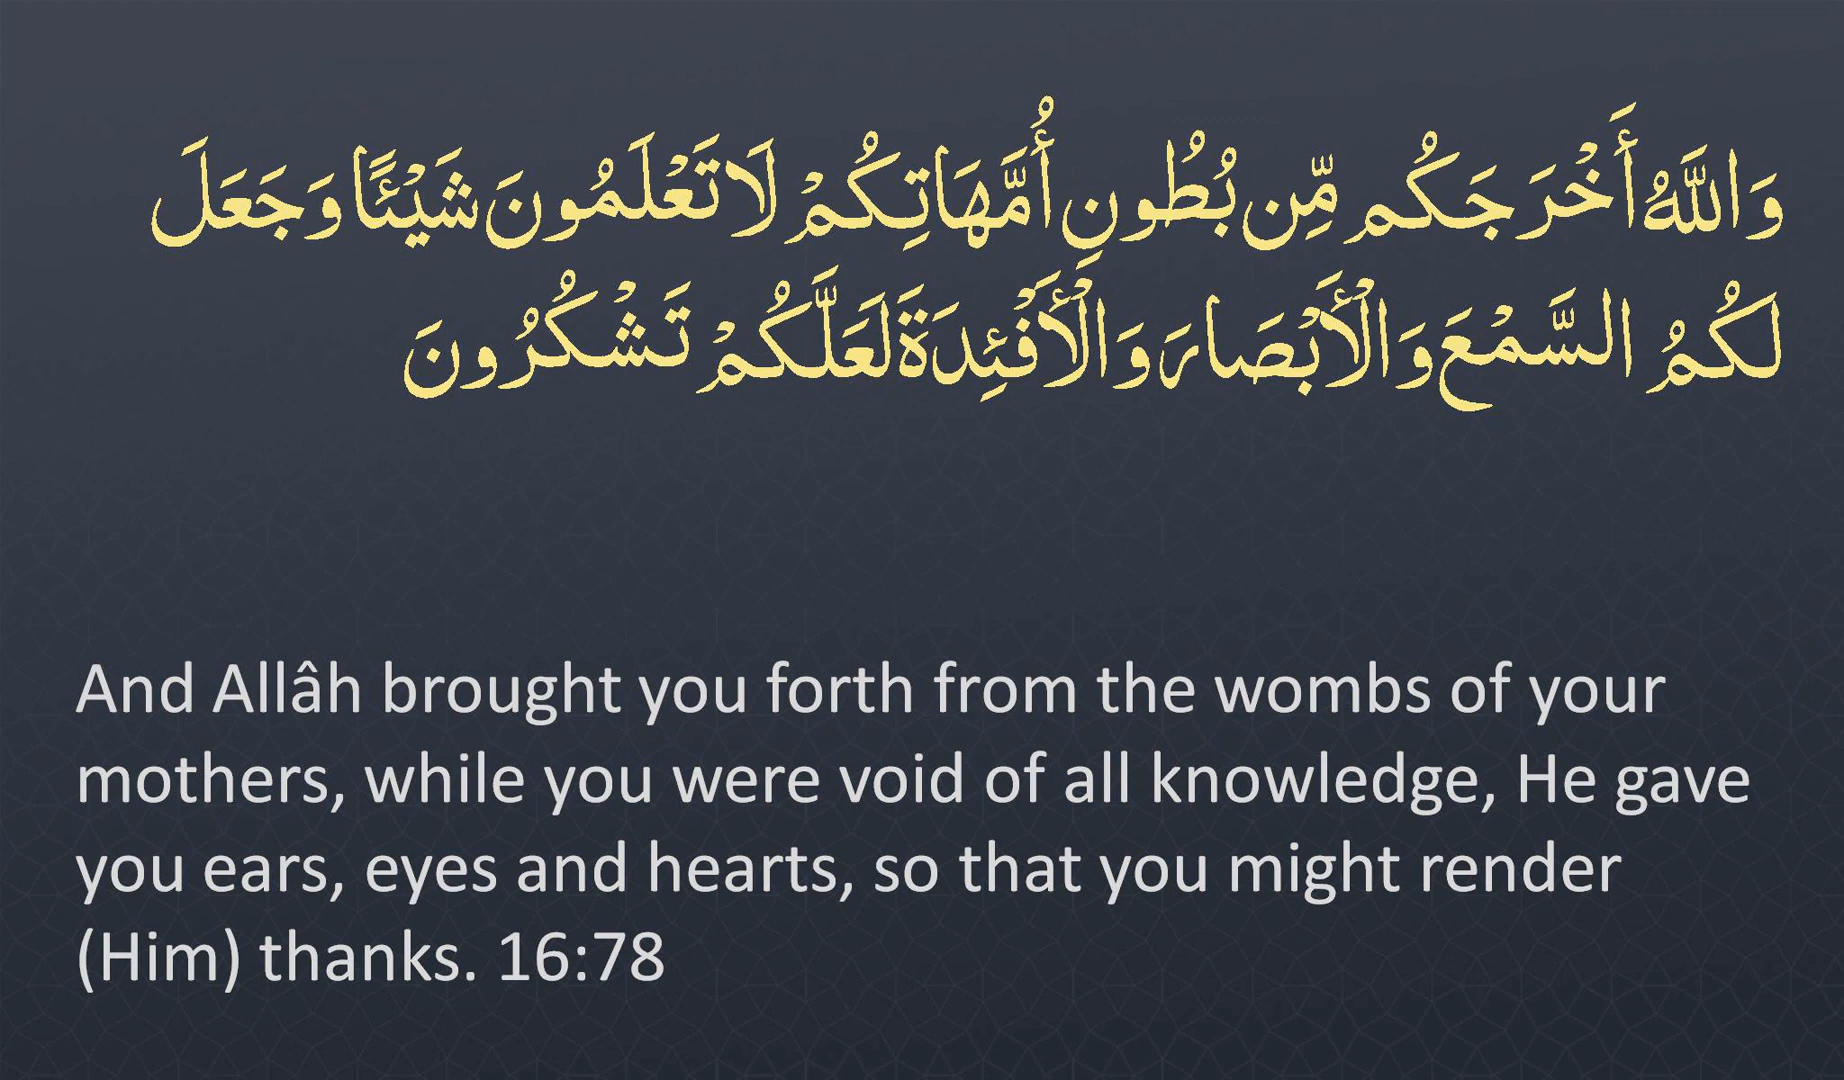 وَاللَّهُ أَخْرَجَكُم مِّن بُطُونِ أُمَّهَاتِكُمْ لَا تَعْلَمُونَ شَيْئًا وَجَعَلَ
لَكُمُ السَّمْعَ وَالْأَبْصَارَ وَالْأَفْئِدَةَ لَعَلَّكُمْ تَشْكُرُونَ
And Allâh brought you forth from the wombs of your
mothers, while you were void of all knowledge, He gave
you ears, eyes and hearts, so that you might render
(Him) thanks. 16:78